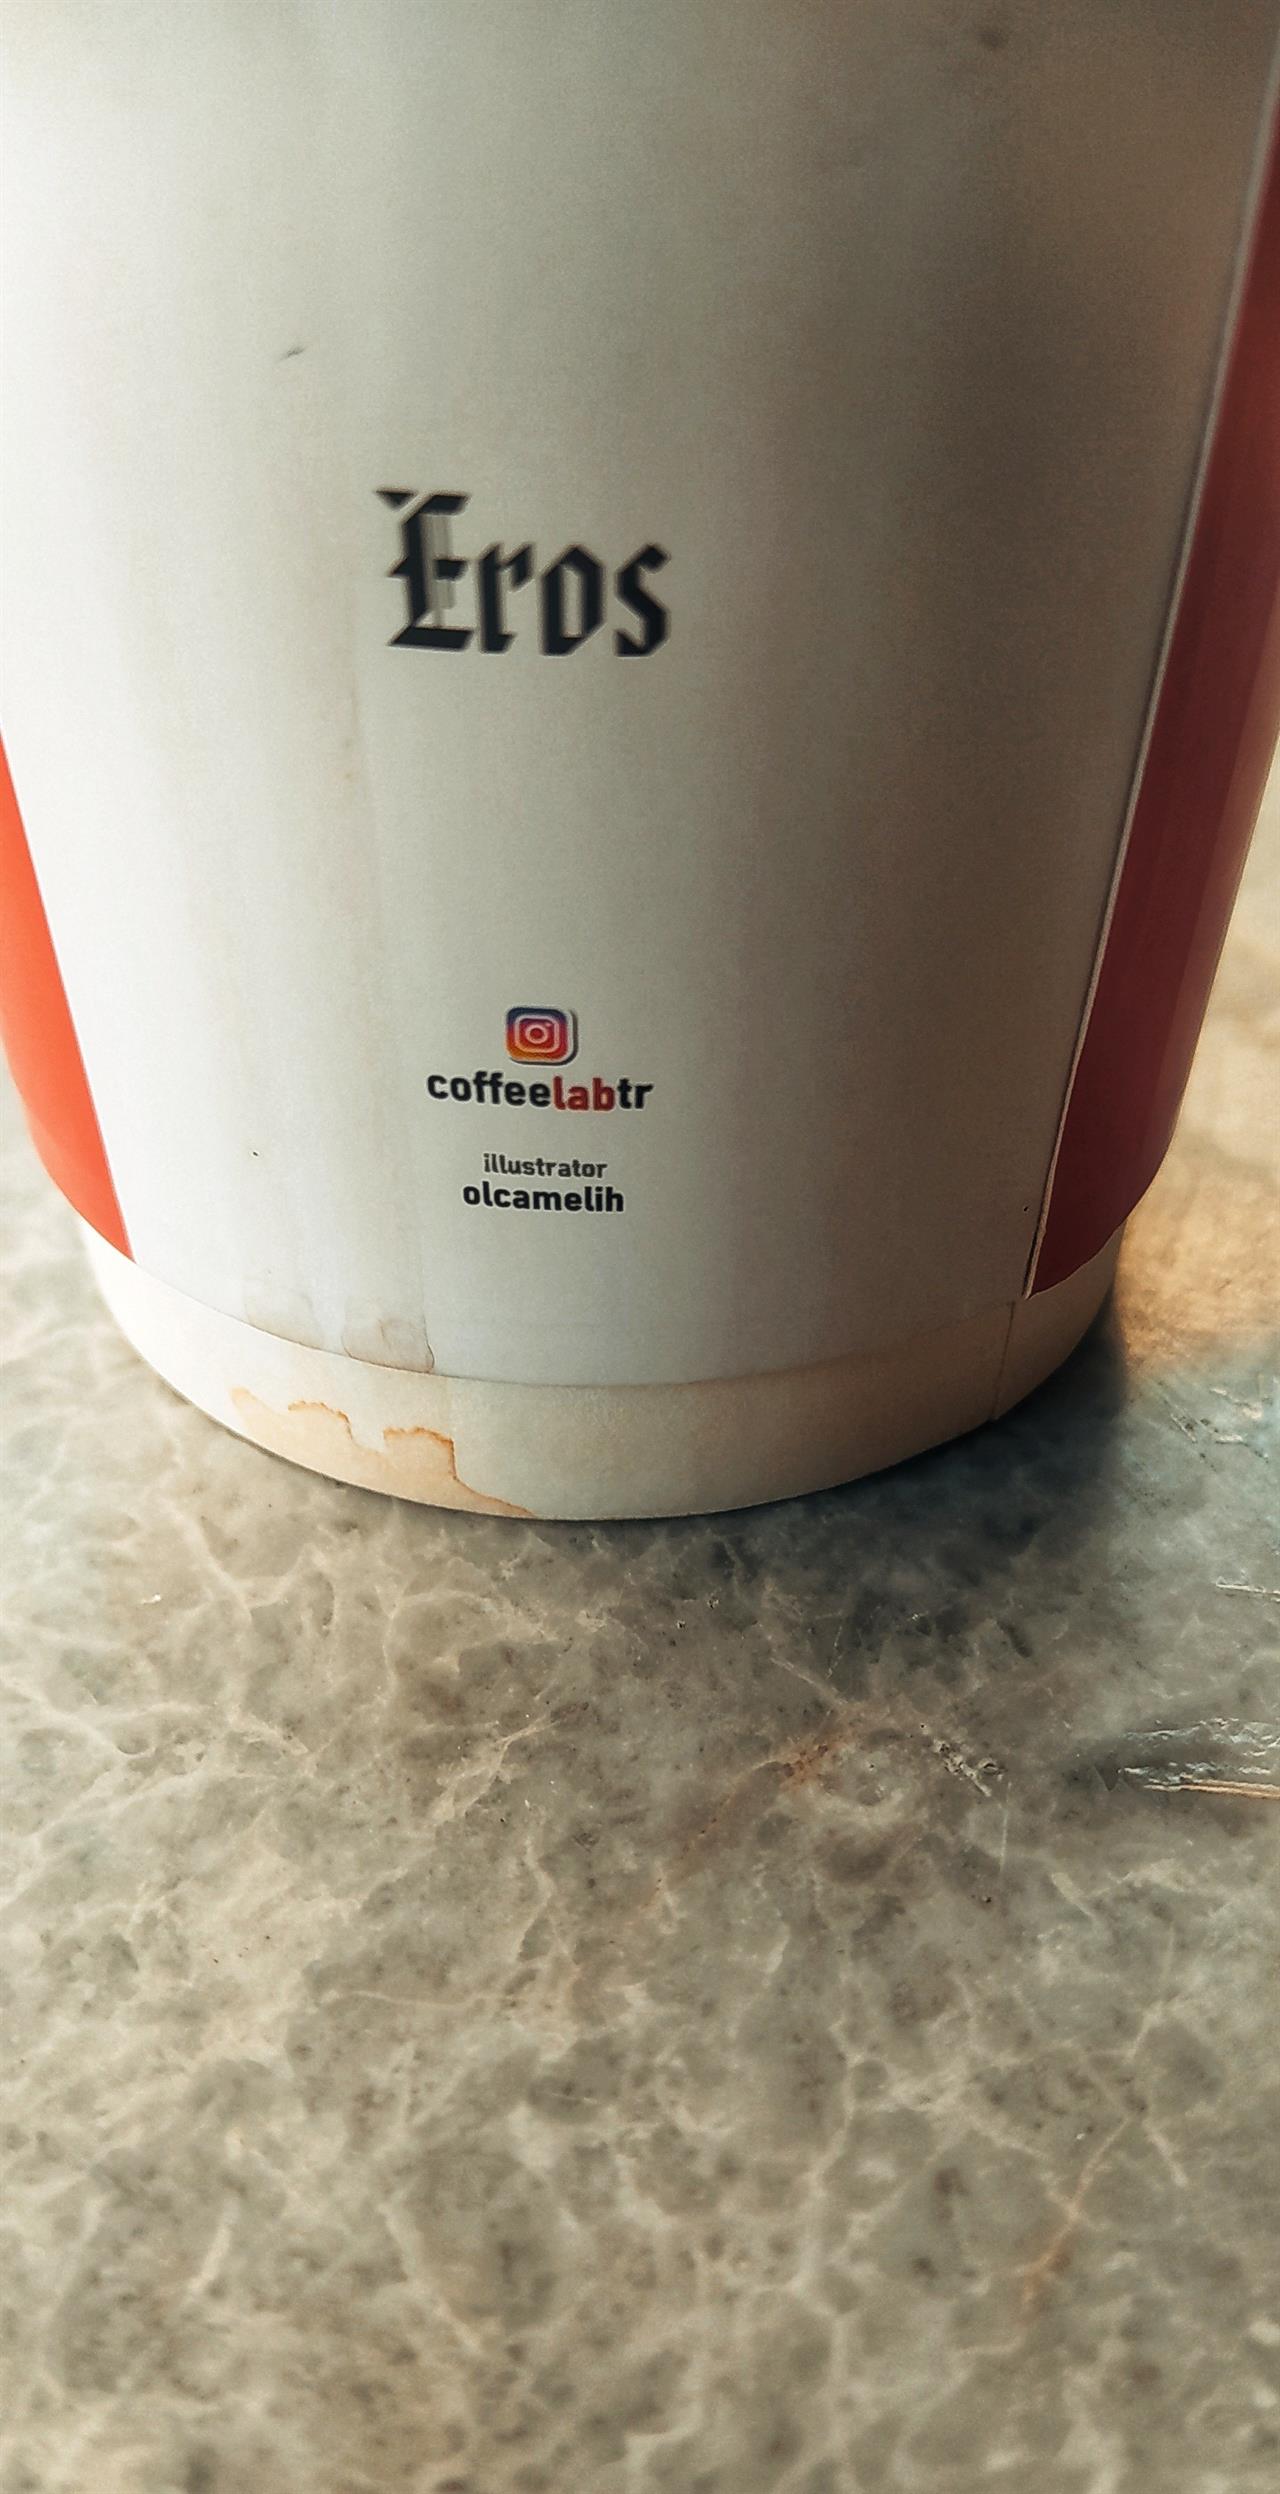 Eros
coffeelabtr
illustrator
olcamelih